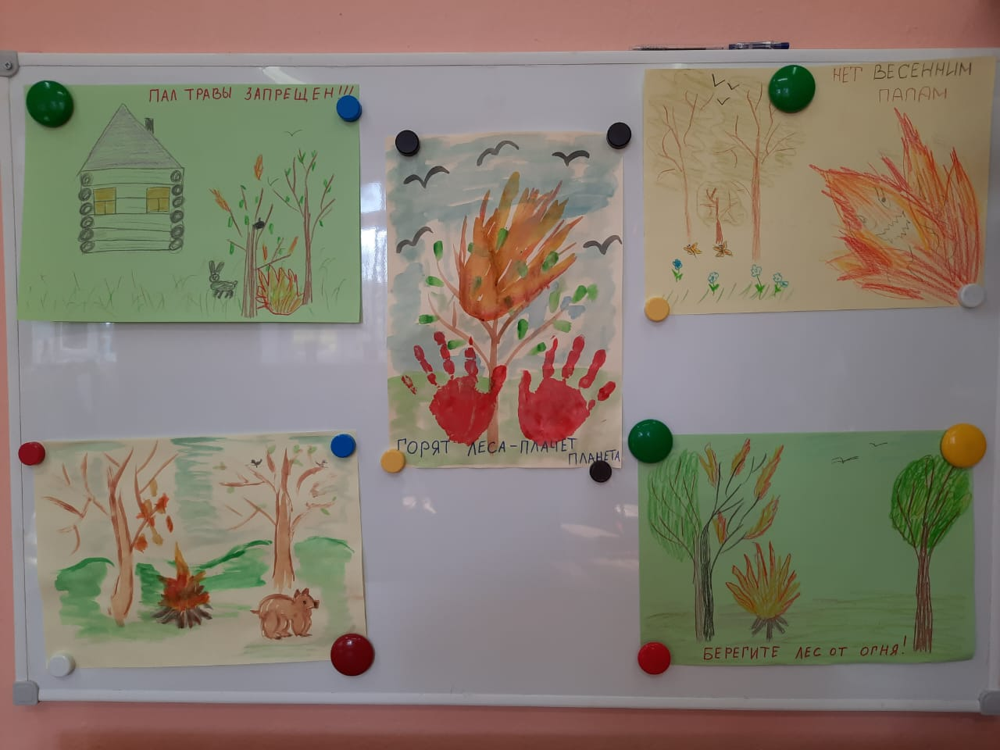 ПАЛ ТРАВЫ ЗАПРЕЩЕН!!!
НЕТ ВЕСЕННИМ
ПАЛАМ
ГОРЯТ ЛЕСА-ПЛАЧЕТ
ПЛАНЕТА
БЕРЕГИТЕ ЛЕС ОТ ОГНЯ!